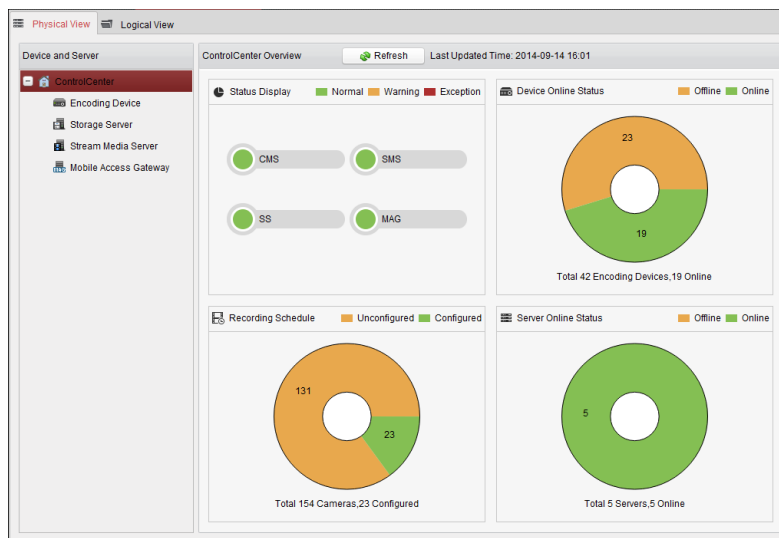 Physical View Logical View
Device and Server
ControlCenter
Encoding Device
Storage Server
Stream Media Server
Mobile Access Gateway
ControlCenter Overview Refresh Last Updated Time: 2014-09-14 16:01
Status Display Normal Warning Exception
CMS SMS
SS MAG
Device Online Status Offline Online
23
19
Total 42 Encoding Devices,19 Online
Recording Schedule Unconfigured Configured
131
23
Total 154 Cameras,23 Configured
Server Online Status Offline Online
5
Total 5 Servers,5 Online